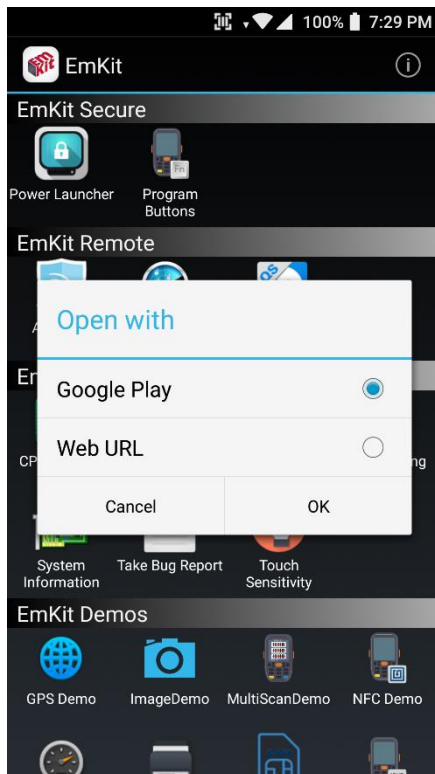 100% 7:29 PM
EmKit
EmKit Secure
Power Launcher Program
Buttons
Fn
EmKit Remote
Open with
Google Play
Web URL
Cancel OK
System Take Bug Report Touch
Information Sensitivity
EmKit Demos
GPS Demo ImageDemo MultiScanDemo NFC Demo